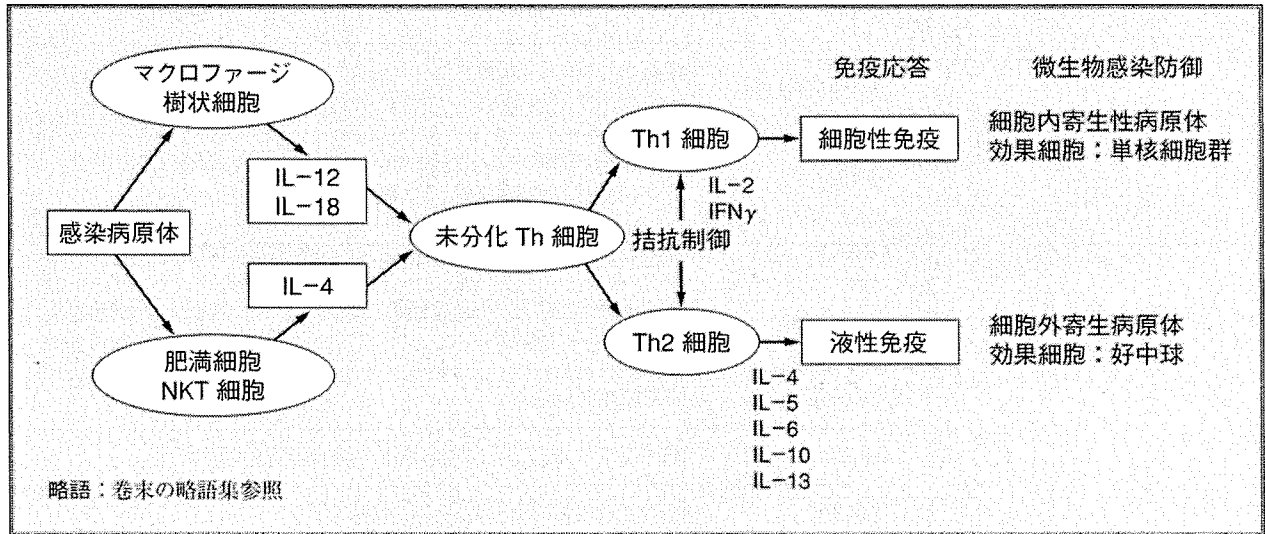 マクロファージ
樹状細胞
感染病原体
IL-12
IL-18
IL-4
肥満細胞
NKT 細胞
未分化 Th 細胞
Th1 細胞
IL-2
IFNγ
拮抗制御
Th2 細胞
IL-4
IL-5
IL-6
IL-10
IL-13
免疫応答
細胞性免疫
液性免疫
微生物感染防御
細胞内寄生性病原体
効果細胞:単核細胞群
細胞外寄生病原体
効果細胞:好中球
略語:巻末の略語集参照